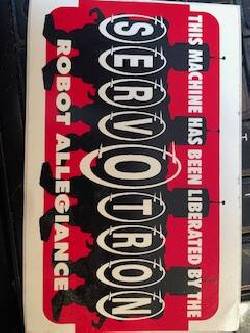 THIS MACHINE HAS BEEN LIBERATED BY THE
SERVOTRON
ROBOT ALLEGIANCE